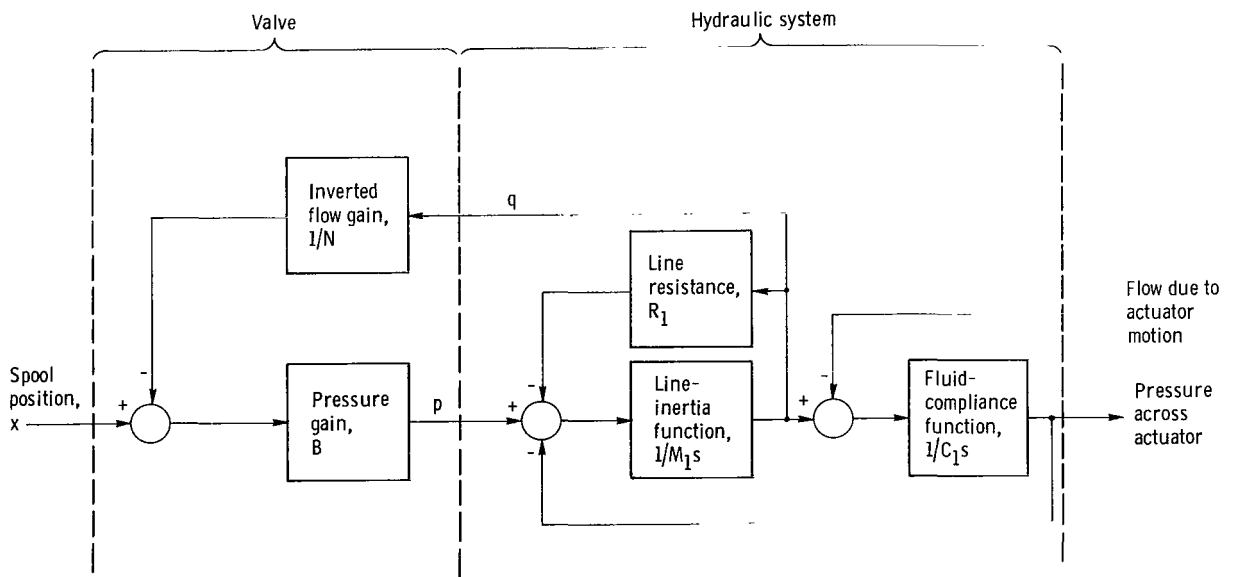 Valve
Hydraulic system
Inverted
flow gain,
1/N
q
Line
resistance,
R1
Flow due to
actuator
motion
-
-
-
Spool
position,
x
+
Pressure
gain,
B
p
+
-
Line-
inertia
function,
1/M1s
+
Fluid-
compliance
function,
1/C1s
Pressure
across
actuator